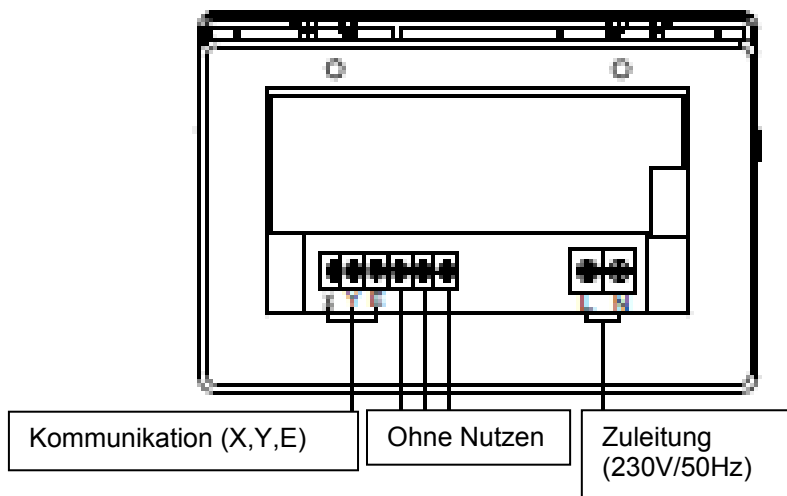 X Y E
L N
Kommunikation (X,Y,E)
Ohne Nutzen
Zuleitung
(230V/50Hz)